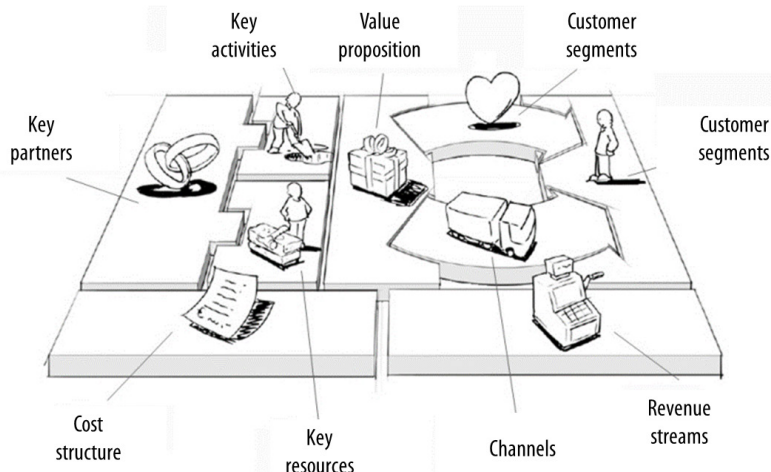 Key
activities
Value
proposition
Customer
segments
Key
partners
Customer
segments
Cost
structure
Key
resources
Channels
Revenue
streams